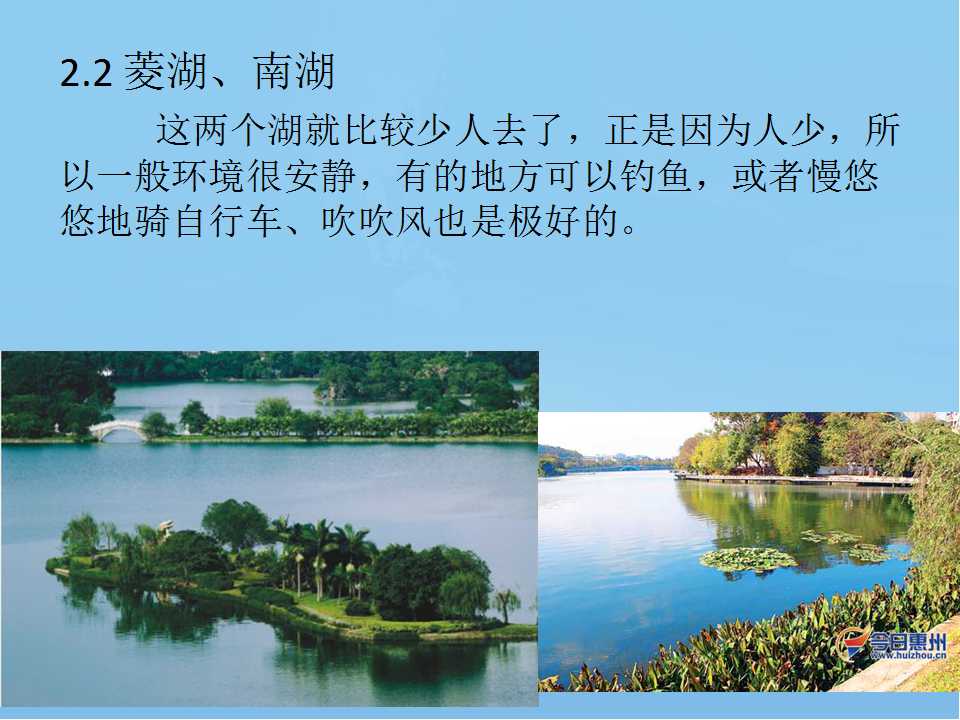 2.2 菱湖、南湖
这两个湖就比较少人去了，正是因为人少，所
以一般环境很安静，有的地方可以钓鱼，或者慢悠
悠地骑自行车、吹吹风也是极好的。
今日惠州
www.huizhou.cn